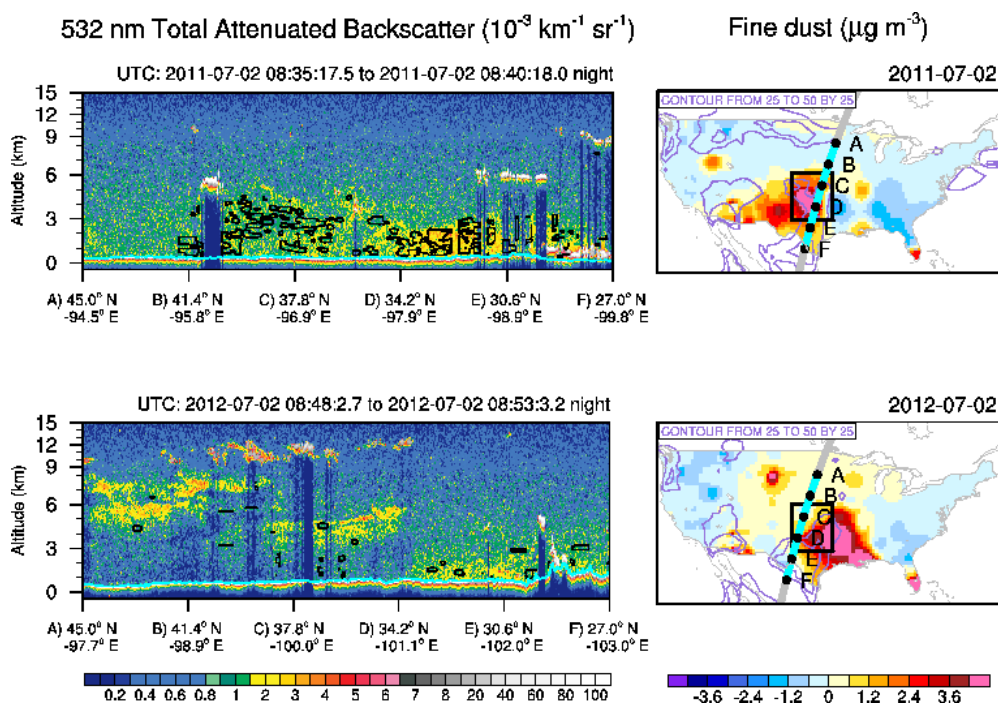 532 nm Total Attenuated Backscatter (10⁻³ km⁻¹ sr⁻¹)
Fine dust (µg m⁻³)
UTC: 2011-07-02 08:35:17.5 to 2011-07-02 08:40:18.0 night
2011-07-02
15
12
9
6
3
0
Altitude (km)
CONTOUR FROM 25 TO 50 BY 25
A
B
C
D
E
F
A) 45.0° N B) 41.4° N C) 37.8° N D) 34.2° N E) 30.6° N F) 27.0° N
-94.5° E -95.8° E -96.9° E -97.9° E -98.9° E -99.8° E
UTC: 2012-07-02 08:48:2.7 to 2012-07-02 08:53:3.2 night
2012-07-02
15
12
9
6
3
0
Altitude (km)
CONTOUR FROM 25 TO 50 BY 25
A
B
C
D
E
F
A) 45.0° N B) 41.4° N C) 37.8° N D) 34.2° N E) 30.6° N F) 27.0° N
-97.7° E -98.9° E -100.0° E -101.1° E -102.0° E -103.0° E
0.2 0.4 0.6 0.8 1 2 3 4 5 6 7 8 20 40 60 80 100
-3.6 -2.4 -1.2 0 1.2 2.4 3.6